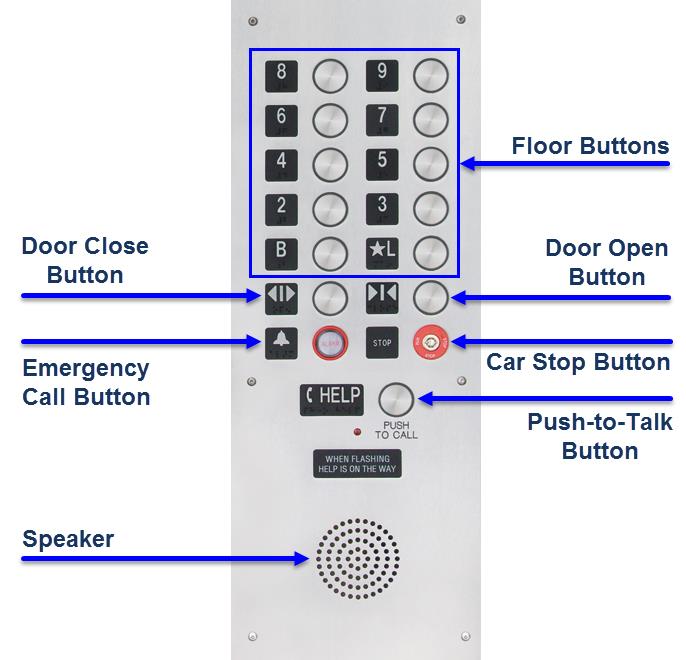 8
9
6
7
4
5
Floor Buttons
2
3
Door Close
Button
B
★L
Door Open
Button
ALARM
STOP
STOP
Emergency
Call Button
Car Stop Button
HELP
PUSH
TO CALL
Push-to-Talk
Button
WHEN FLASHING
HELP IS ON THE WAY
Speaker